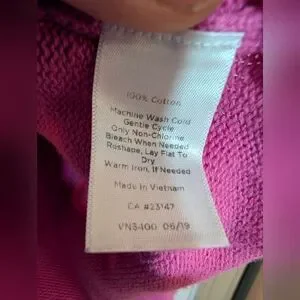 100% Cotton
Machine Wash Cold
Gentle Cycle
Only Non-Chlorine
Bleach When Needed
Reshape, Lay Flat To
Dry
Warm Iron, If Needed
Made In Vietnam
CA #23147
VN3400 06/19